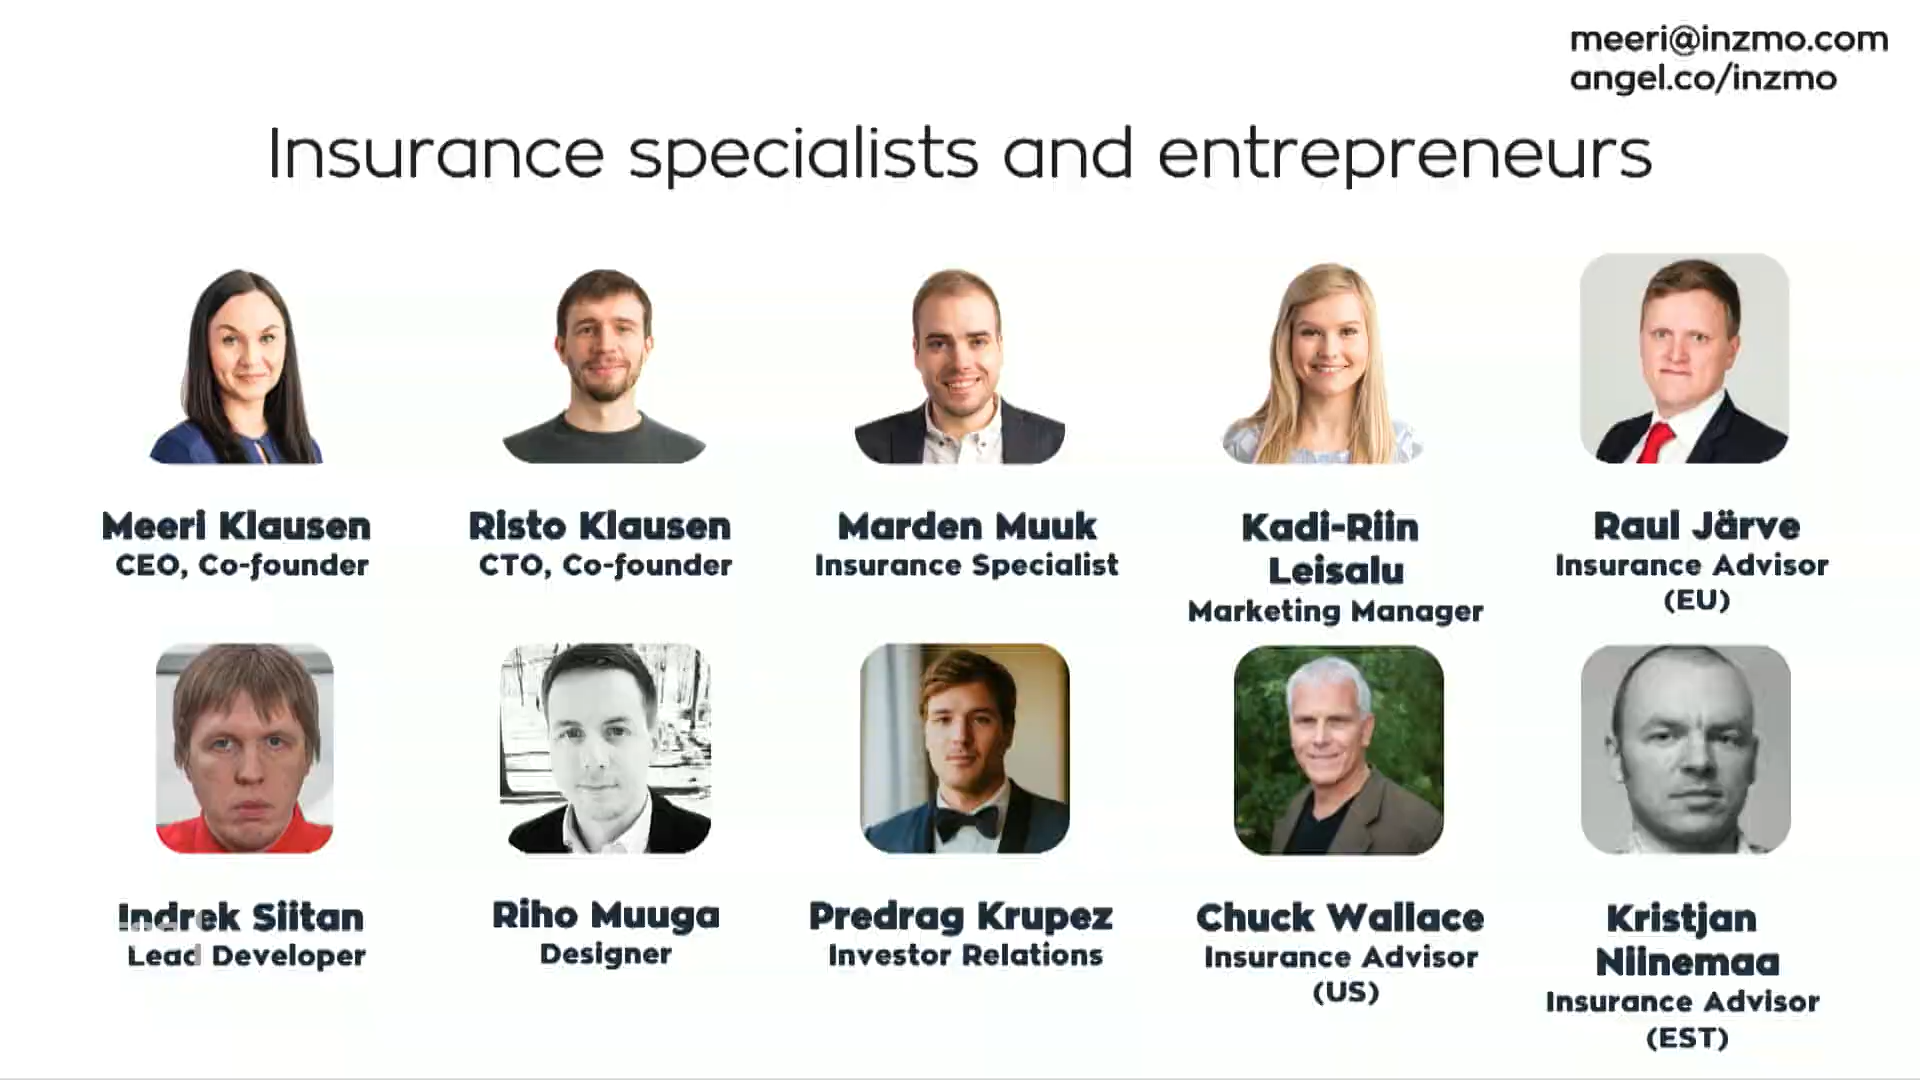 meeri@inzmo.com
angel.co/inzmo
Insurance specialists and entrepreneurs
Meeri Klausen
CEO, Co-founder
Risto Klausen
CTO, Co-founder
Marden Muuk
Insurance Specialist
Kadi-Riin
Leisalu
Marketing Manager
Raul Järve
Insurance Advisor
(EU)
Indrek Siitan
Lead Developer
Riho Muuga
Designer
Predrag Krupez
Investor Relations
Chuck Wallace
Insurance Advisor
(US)
Kristjan
Niinemaa
Insurance Advisor
(EST)